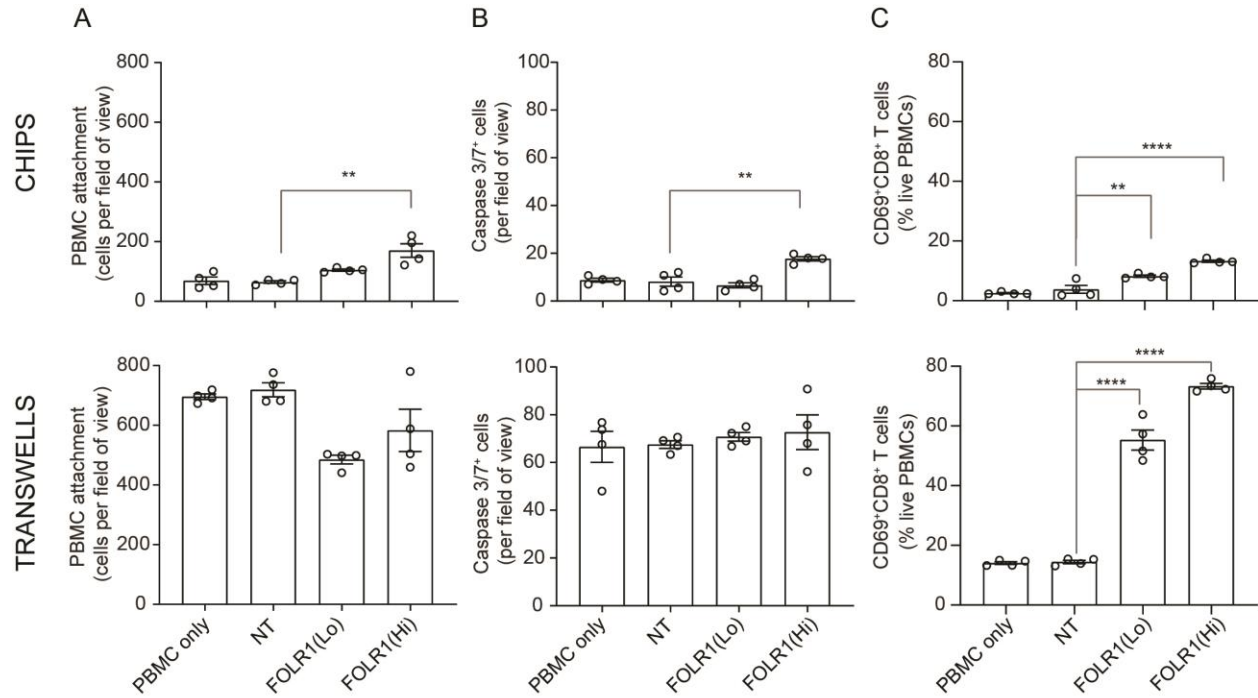 A
B
C
CHIPS
PBMC attachment
(cells per field of view)
800
600
400
200
0
**
Caspase 3/7⁺ cells
(per field of view)
100
80
60
40
20
0
**
CD69⁺CD8⁺ T cells
(% live PBMCs)
80
60
40
20
0
****
**
TRANSWELLS
PBMC attachment
(cells per field of view)
800
600
400
200
0
PBMC only
NT
FOLR1(Lo)
FOLR1(Hi)
Caspase 3/7⁺ cells
(per field of view)
100
80
60
40
20
0
PBMC only
NT
FOLR1(Lo)
FOLR1(Hi)
CD69⁺CD8⁺ T cells
(% live PBMCs)
80
60
40
20
0
****
****
PBMC only
NT
FOLR1(Lo)
FOLR1(Hi)